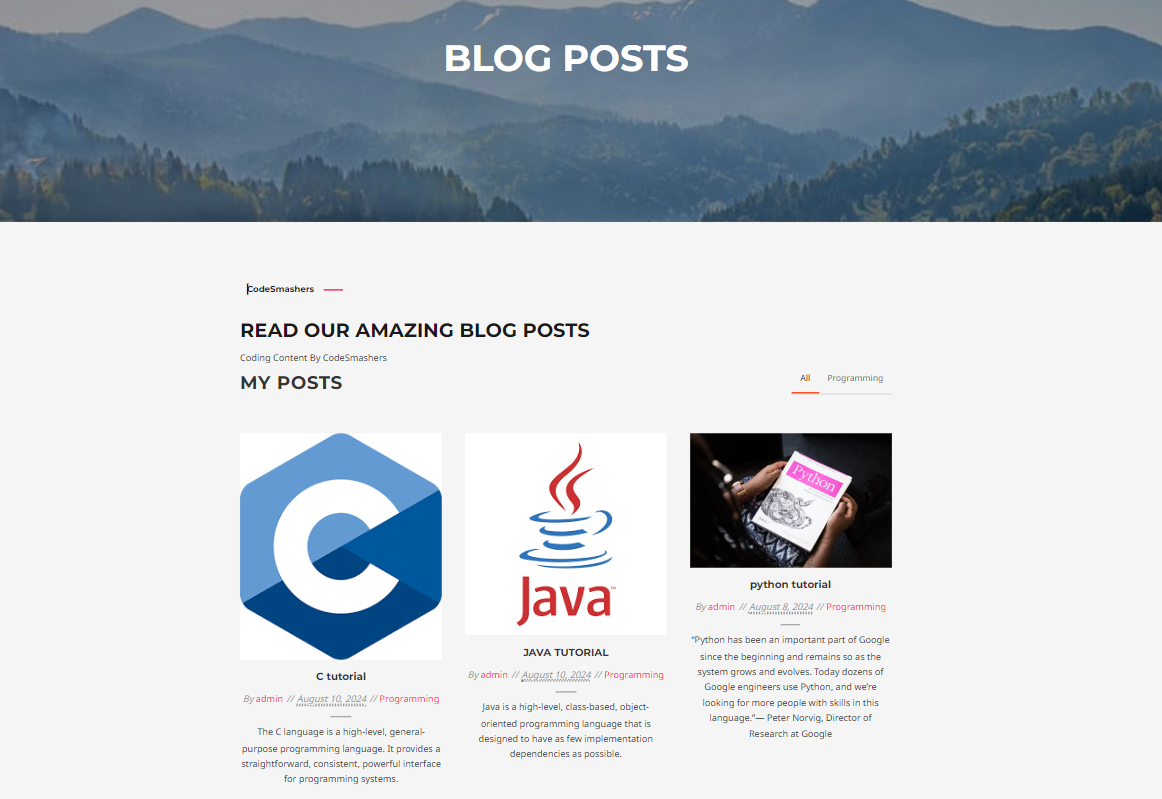 BLOG POSTS
CodeSmashers
READ OUR AMAZING BLOG POSTS
Coding Content By CodeSmashers
MY POSTS
All Programming
C
C tutorial
By admin // August 10, 2024 // Programming
The C language is a high-level, general-
purpose programming language. It provides a
straightforward, consistent, powerful interface
for programming systems.
Java™
JAVA TUTORIAL
By admin // August 10, 2024 // Programming
Java is a high-level, class-based, object-
oriented programming language that is
designed to have as few implementation
dependencies as possible.
Python
python tutorial
By admin // August 8, 2024 // Programming
“Python has been an important part of Google
since the beginning and remains so as the
system grows and evolves. Today dozens of
Google engineers use Python, and we’re
looking for more people with skills in this
language.”— Peter Norvig, Director of
Research at Google